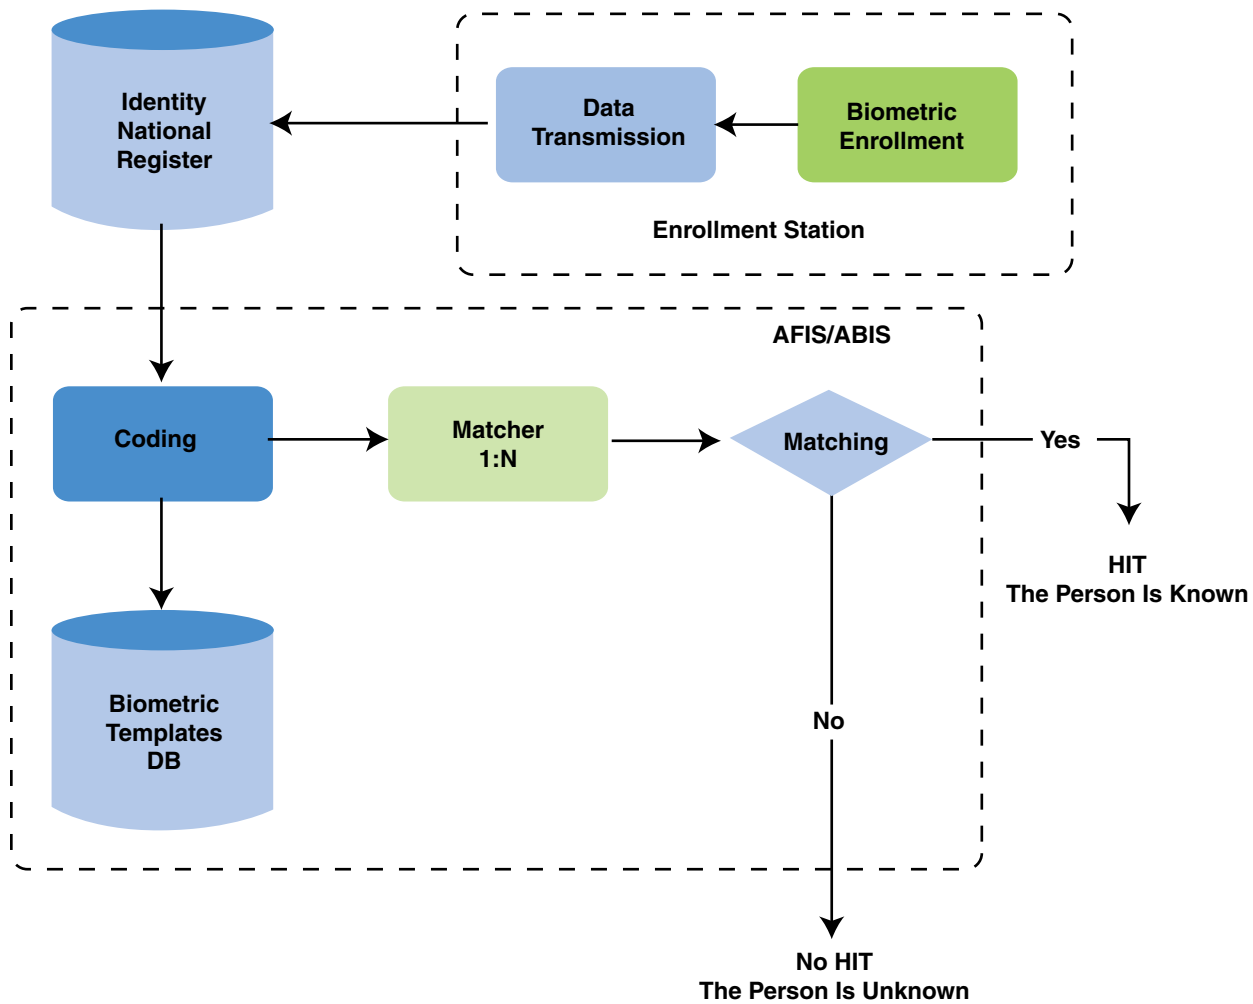 Identity
National
Register
Data
Transmission
Biometric
Enrollment
Enrollment Station
AFIS/ABIS
Coding
Matcher
1:N
Matching
Yes
HIT
The Person Is Known
Biometric
Templates
DB
No
No HIT
The Person Is Unknown